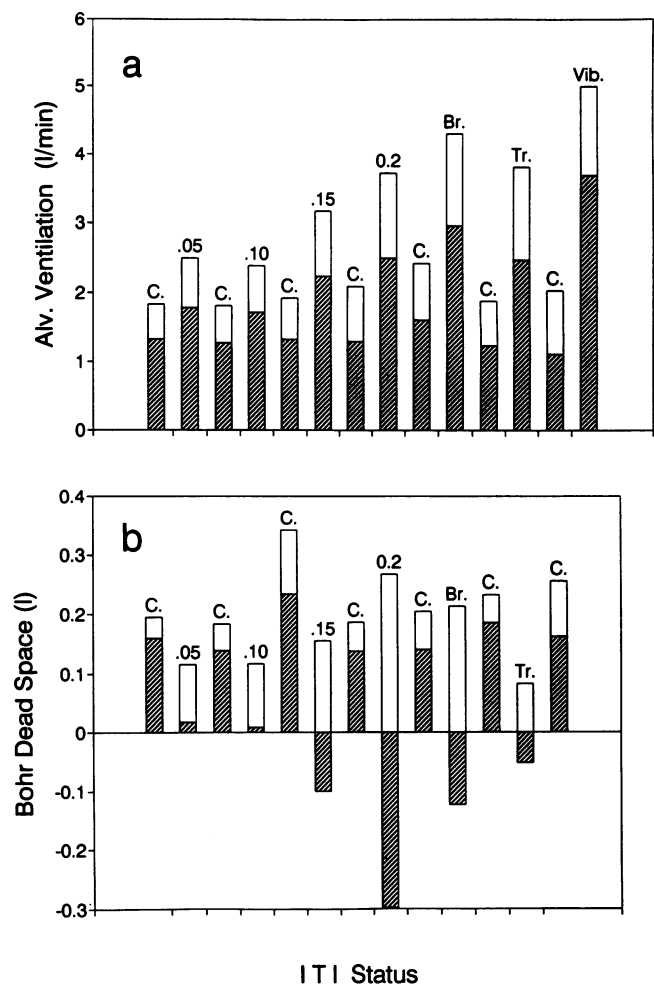 6
a
Vib.
5
Br.
Tr.
0.2
4
.15
3
.05
.10
C.
C.
C.
C.
2
C.
C.
C.
1
0
Alv. Ventilation (l/min)
0.4
b
C.
0.3
0.2
C.
C.
Br.
C.
C.
C.
C.
0.2
.15
.05
.10
Tr.
0.1
0
-0.1
-0.2
-0.3
Bohr Dead Space (l)
I T I Status